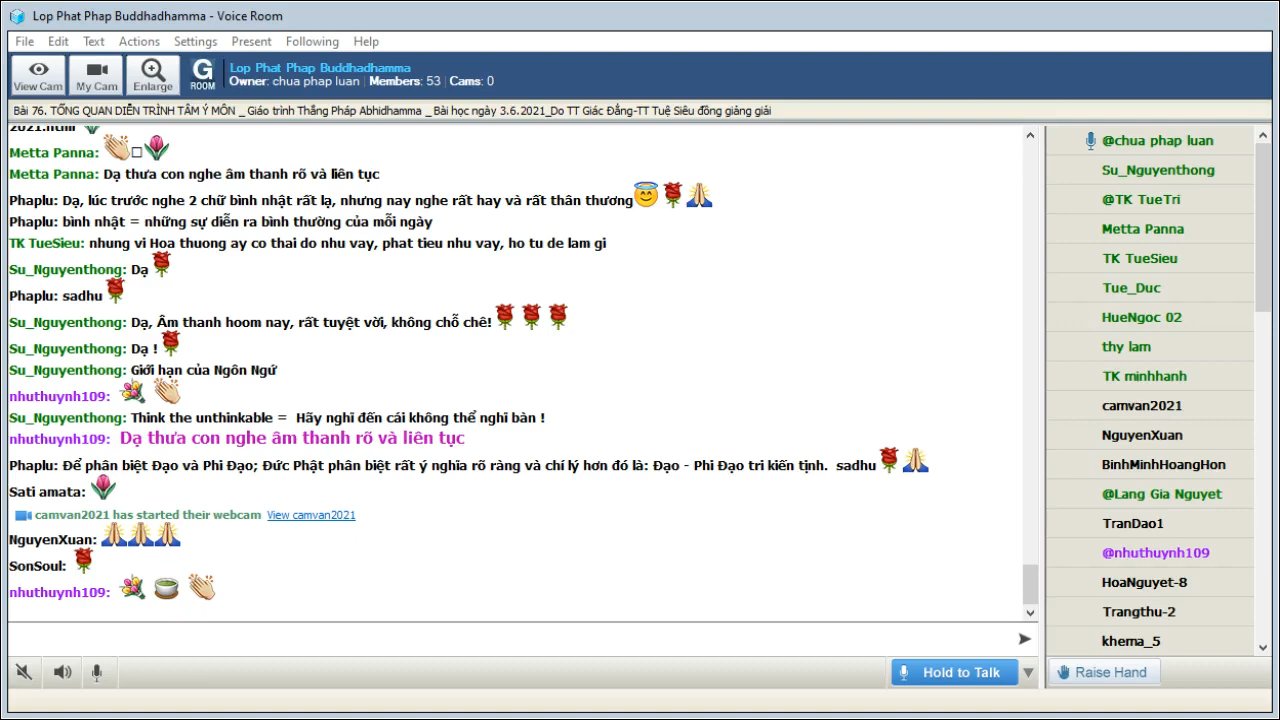 Lop Phat Phap Buddhadhamma - Voice Room
File Edit Text Actions Settings Present Following Help
View Cam My Cam Enlarge G ROOM
Lop Phat Phap Buddhadhamma
Owner: chua phap luan | Members: 53 | Cams: 0
Bài 76. TỔNG QUAN DIỄN TRÌNH TÂM Ý MÔN _ Giáo trình Thắng Pháp Abhidhamma _ Bài học ngày 3.6.2021_Do TT Giác Đẳng-TT Tuệ Siêu đồng giảng giải
2021.html
Metta Panna:
Metta Panna: Dạ thưa con nghe âm thanh rõ và liên tục
Phaplu: Dạ, lúc trước nghe 2 chữ bình nhật rất lạ, nhưng nay nghe rất hay và rất thân thương
Phaplu: bình nhật = những sự diễn ra bình thường của mỗi ngày
TK TueSieu: nhung vi Hoa thuong ay co thai do nhu vay, phat tieu nhu vay, ho tu de lam gi
Su_Nguyenthong: Dạ
Phaplu: sadhu
Su_Nguyenthong: Dạ, Âm thanh hoom nay, rất tuyệt vời, không chỗ chê!
Su_Nguyenthong: Dạ !
Su_Nguyenthong: Giới hạn của Ngôn Ngứ
nhuthuynh109:
Su_Nguyenthong: Think the unthinkable = Hãy nghĩ đến cái không thể nghĩ bàn !
nhuthuynh109: Dạ thưa con nghe âm thanh rõ và liên tục
Phaplu: Để phân biệt Đạo và Phi Đạo; Đức Phật phân biệt rất ý nghĩa rõ ràng và chí lý hơn đó là: Đạo - Phi Đạo tri kiến tịnh. sadhu
Sati amata:
camvan2021 has started their webcam View camvan2021
NguyenXuan:
SonSoul:
nhuthuynh109:
Hold to Talk
@chua phap luan
Su_Nguyenthong
@TK TueTri
Metta Panna
TK TueSieu
Tue_Duc
HueNgoc 02
thy lam
TK minhhanh
camvan2021
NguyenXuan
BinhMinhHoangHon
@Lang Gia Nguyet
TranDao1
@nhuthuynh109
HoaNguyet-8
Trangthu-2
khema_5
Raise Hand